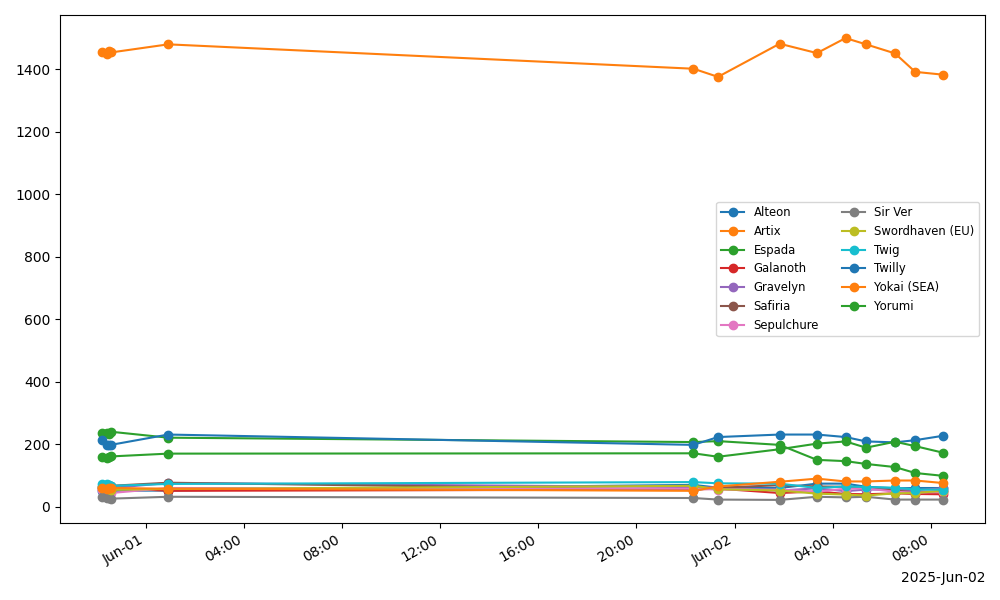 1400
1200
1000
800
600
400
200
0
Alteon
Artix
Espada
Galanoth
Gravelyn
Safiria
Sepulchure
Sir Ver
Swordhaven (EU)
Twig
Twilly
Yokai (SEA)
Yorumi
Jun-01
04:00
08:00
12:00
16:00
20:00
Jun-02
04:00
08:00
2025-Jun-02